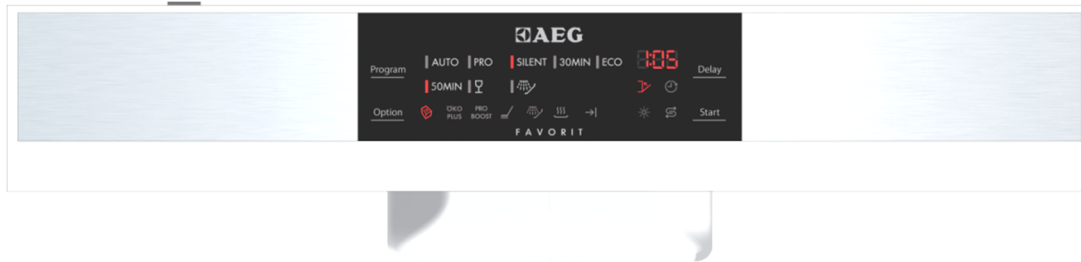 AEG
Program AUTO PRO SILENT 30MIN ECO 1:05 Delay
50MIN
Option ÖKO PLUS PRO BOOST Start
FAVORIT